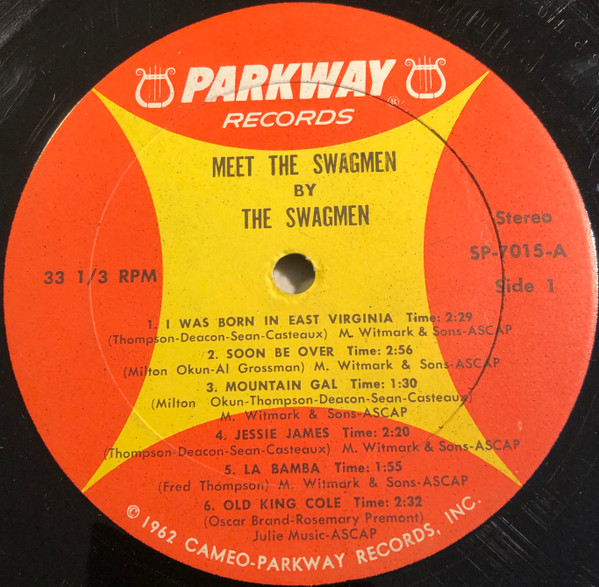 PARKWAY
®
RECORDS
MEET THE SWAGMEN
BY
THE SWAGMEN
Stereo
SP-7015-A
33 1/3 RPM
Side 1
1. I WAS BORN IN EAST VIRGINIA Time: 2:29
(Thompson-Deacon-Sean-Casteaux) M. Witmark & Sons-ASCAP
2. SOON BE OVER Time: 2:56
(Milton Okun-Al Grossman) M. Witmark & Sons-ASCAP
3. MOUNTAIN GAL Time: 1:30
(Milton Okun-Thompson-Deacon-Sean-Casteaux)
M. Witmark & Sons-ASCAP
4. JESSIE JAMES Time: 2:20
(Thompson-Deacon-Sean-Casteaux) M. Witmark & Sons-ASCAP
5. LA BAMBA Time: 1:55
(Fred Thompson) M. Witmark & Sons-ASCAP
6. OLD KING COLE Time: 2:32
(Oscar Brand-Rosemary Premont)
Julie Music-ASCAP
© 1962 CAMEO-PARKWAY RECORDS, INC.